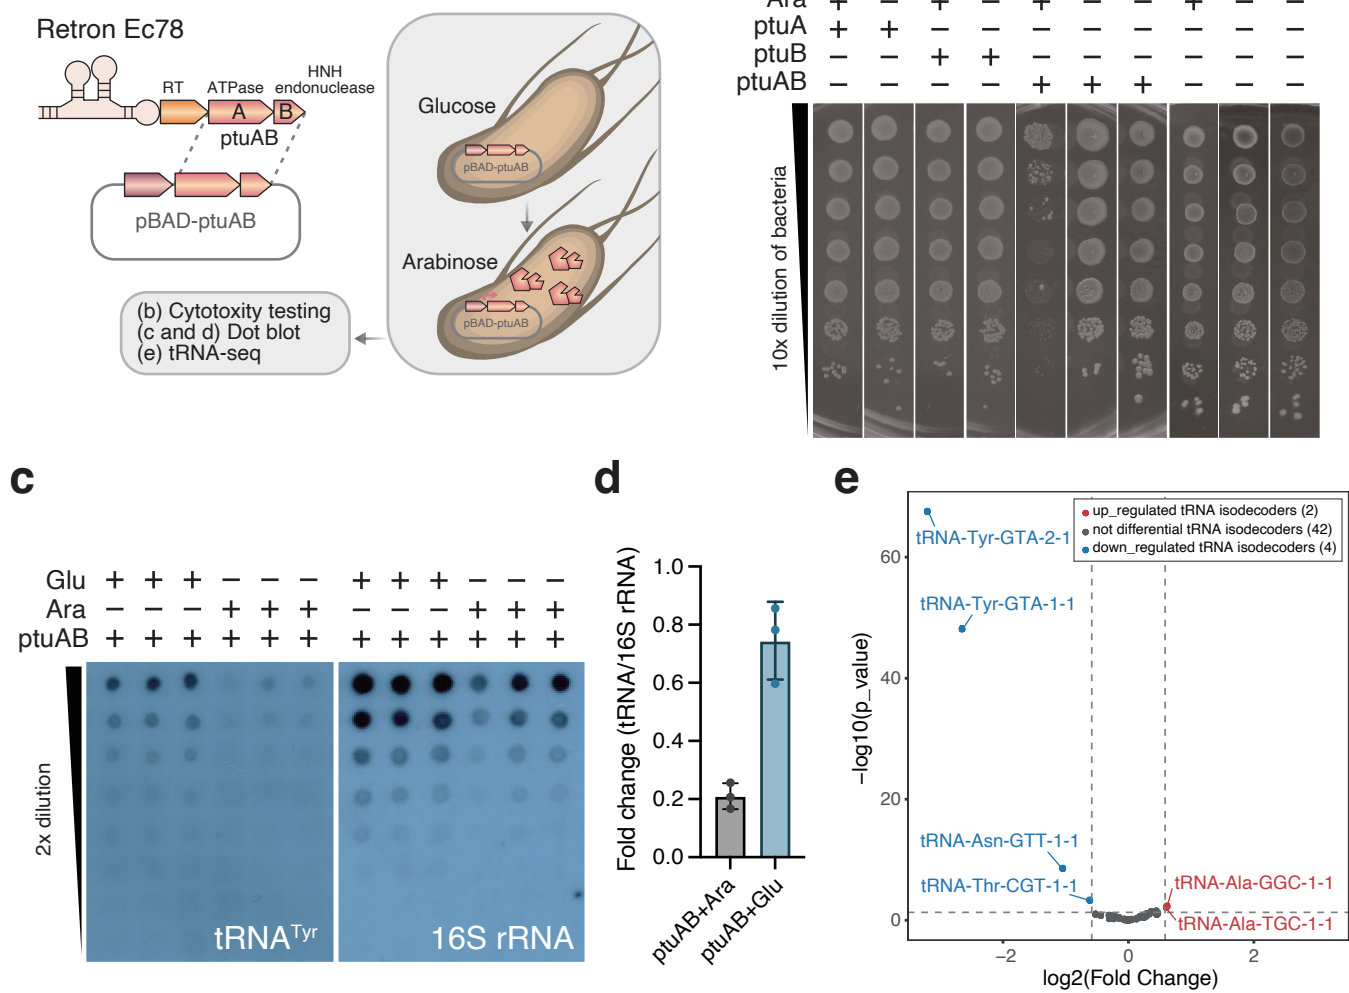 Retron Ec78
RT
ATPase
HNH
endonuclease
A
B
ptuAB
pBAD-ptuAB
Glucose
pBAD-ptuAB
Arabinose
pBAD-ptuAB
(b) Cytotoxity testing
(c and d) Dot blot
(e) tRNA-seq
Ara + − + − + − − + − −
ptuA + + − − − − − − − −
ptuB − − + + − − − − − −
ptuAB − − − − + + + − − −
10x dilution of bacteria
c
Glu + + + − − − + + + − − −
Ara − − − + + + − − − + + +
ptuAB + + + + + + + + + + + +
2x dilution
tRNATyr
16S rRNA
d
Fold change (tRNA/16S rRNA)
1.0
0.8
0.6
0.4
0.2
0.0
ptuAB+Ara
ptuAB+Glu
e
up_regulated tRNA isodecoders (2)
not differential tRNA isodecoders (42)
down_regulated tRNA isodecoders (4)
tRNA-Tyr-GTA-2-1
tRNA-Tyr-GTA-1-1
tRNA-Asn-GTT-1-1
tRNA-Thr-CGT-1-1
tRNA-Ala-GGC-1-1
tRNA-Ala-TGC-1-1
−log10(p_value)
60
40
20
0
−2
0
2
log2(Fold Change)